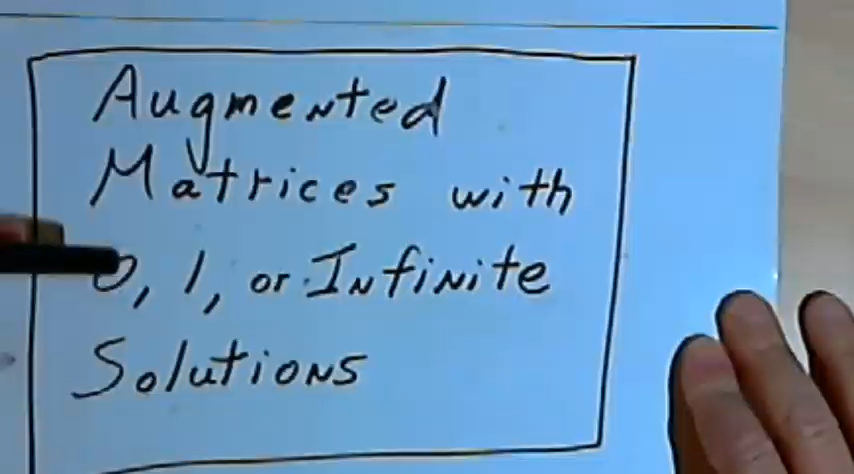 Augmented
Matrices with
0, 1, or Infinite
Solutions